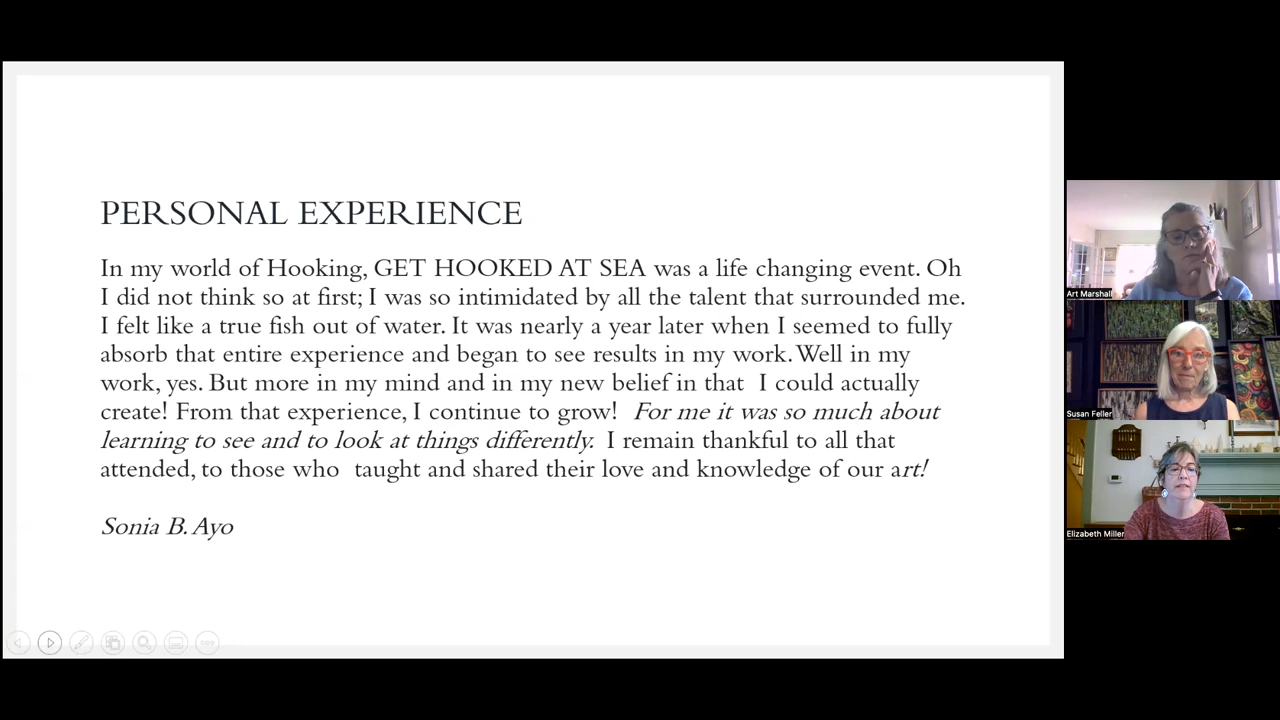 PERSONAL EXPERIENCE
In my world of Hooking, GET HOOKED AT SEA was a life changing event. Oh
I did not think so at first; I was so intimidated by all the talent that surrounded me.
I felt like a true fish out of water. It was nearly a year later when I seemed to fully
absorb that entire experience and began to see results in my work. Well in my
work, yes. But more in my mind and in my new belief in that I could actually
create! From that experience, I continue to grow! For me it was so much about
learning to see and to look at things differently. I remain thankful to all that
attended, to those who taught and shared their love and knowledge of our art!
Sonia B. Ayo
Art Marshall
Susan Feller
Elizabeth Miller